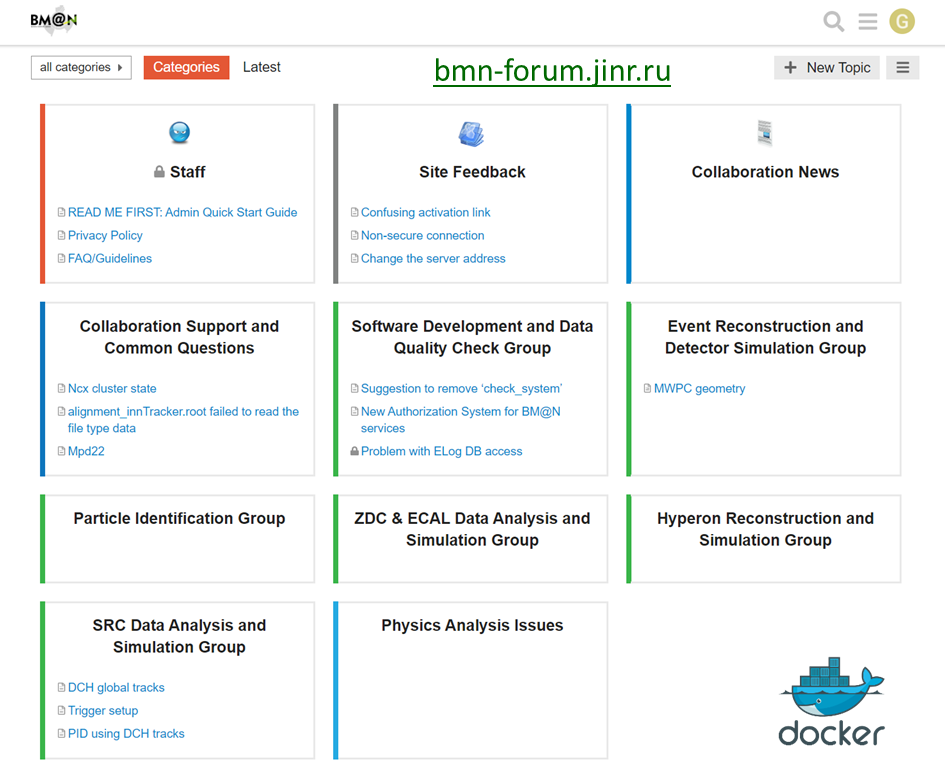 BM@N
G
all categories
Categories
Latest
bmn-forum.jinr.ru
+ New Topic
Staff
READ ME FIRST: Admin Quick Start Guide
Privacy Policy
FAQ/Guidelines
Site Feedback
Confusing activation link
Non-secure connection
Change the server address
Collaboration News
Collaboration Support and
Common Questions
Ncx cluster state
alignment_innTracker.root failed to read the
file type data
Mpd22
Software Development and Data
Quality Check Group
Suggestion to remove ‘check_system’
New Authorization System for BM@N
services
Problem with ELog DB access
Event Reconstruction and
Detector Simulation Group
MWPC geometry
Particle Identification Group
ZDC & ECAL Data Analysis and
Simulation Group
Hyperon Reconstruction and
Simulation Group
SRC Data Analysis and
Simulation Group
DCH global tracks
Trigger setup
PID using DCH tracks
Physics Analysis Issues
docker